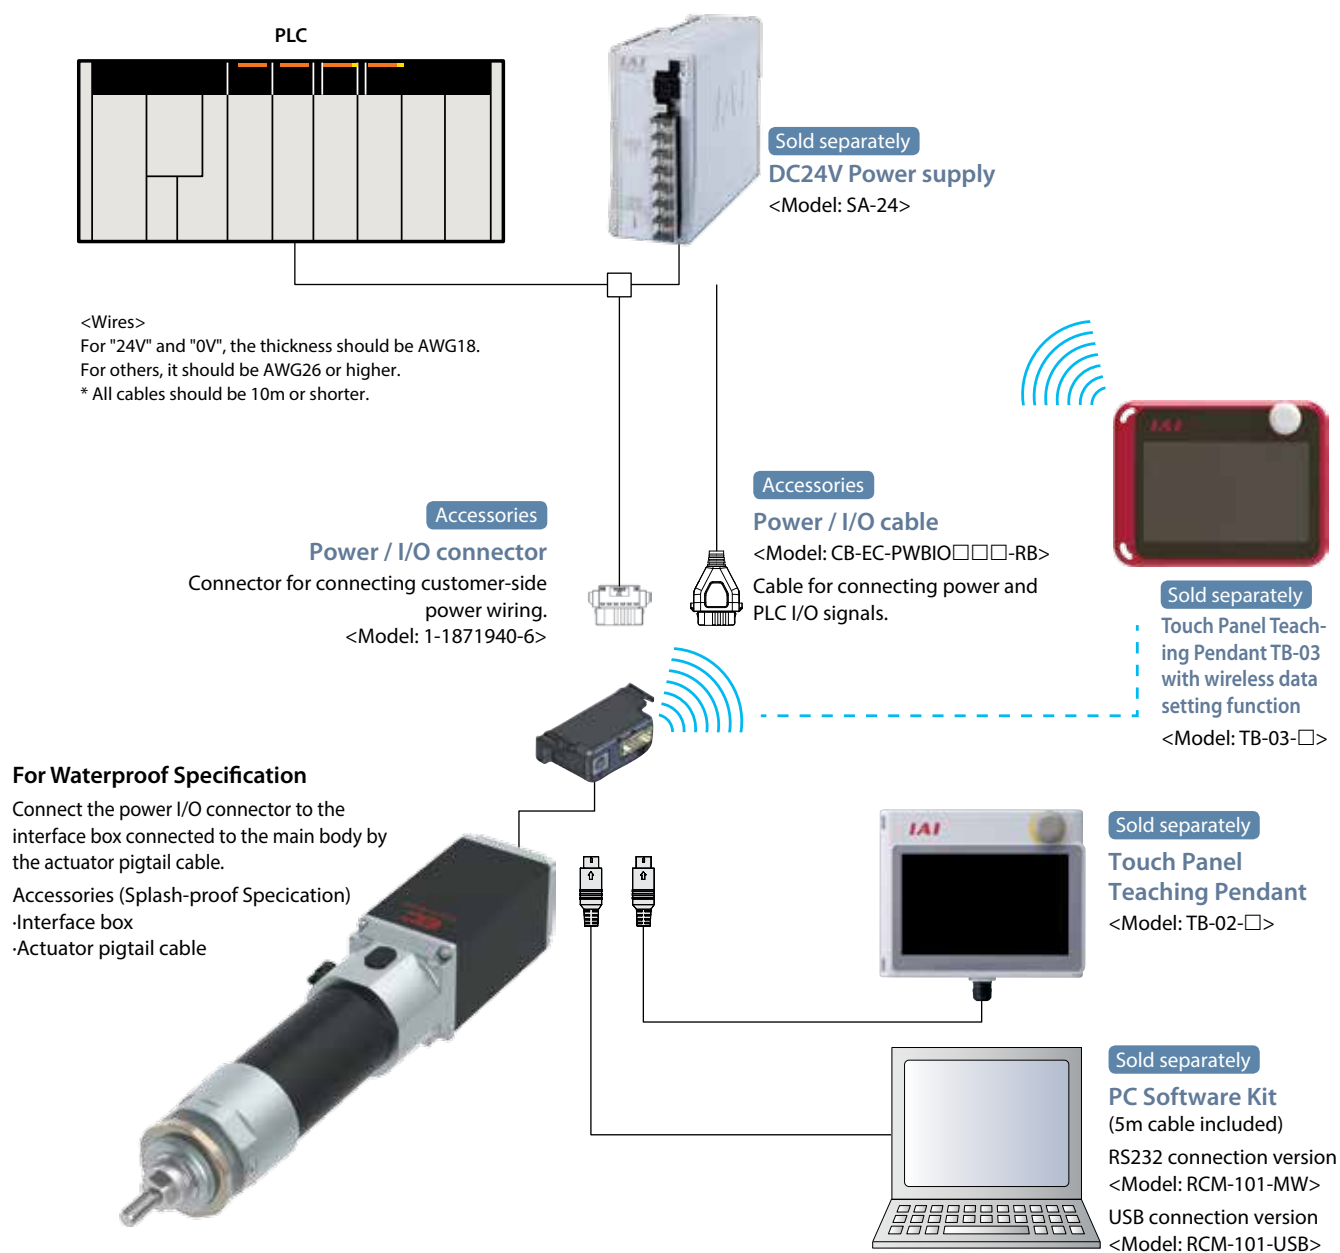 PLC
IAI
IAI
Sold separately
DC24V Power supply
<Model: SA-24>
<Wires>
For "24V" and "0V", the thickness should be AWG18.
For others, it should be AWG26 or higher.
* All cables should be 10m or shorter.
IAI
Accessories
Power / I/O connector
Connector for connecting customer-side
power wiring.
<Model: 1-1871940-6>
Accessories
Power / I/O cable
<Model: CB-EC-PWBIO□□□-RB>
Cable for connecting power and
PLC I/O signals.
Sold separately
Touch Panel Teach-
ing Pendant TB-03
with wireless data
setting function
<Model: TB-03-□>
For Waterproof Specification
Connect the power I/O connector to the
interface box connected to the main body by
the actuator pigtail cable.
Accessories (Splash-proof Specication)
·Interface box
·Actuator pigtail cable
EC
IAI
Sold separately
Touch Panel
Teaching Pendant
<Model: TB-02-□>
Sold separately
PC Software Kit
(5m cable included)
RS232 connection version
<Model: RCM-101-MW>
USB connection version
<Model: RCM-101-USB>